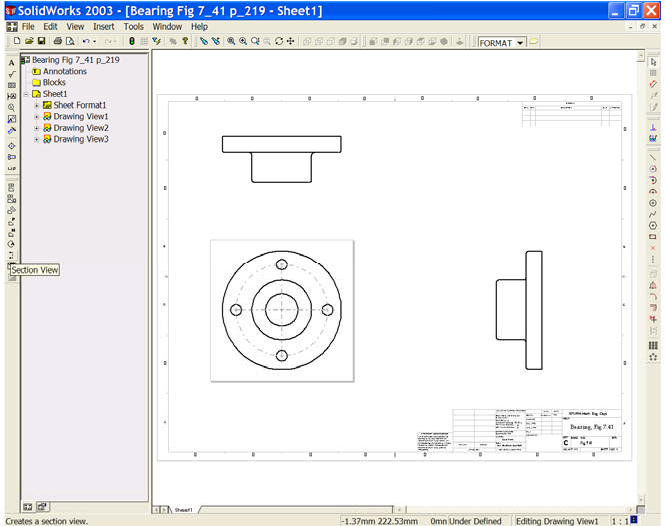 SolidWorks 2003 - [Bearing Fig 7_41 p_219 - Sheet1]
File Edit View Insert Tools Window Help
FORMAT
Bearing Fig 7_41 p_219
Annotations
Blocks
Sheet1
Sheet Format1
Drawing View1
Drawing View2
Drawing View3
Section View
Bearing, Fig 7.41
C
Sheet1
Creates a section view.
-1.37mm 222.53mm 0mn Under Defined Editing Drawing View1 1 : 1